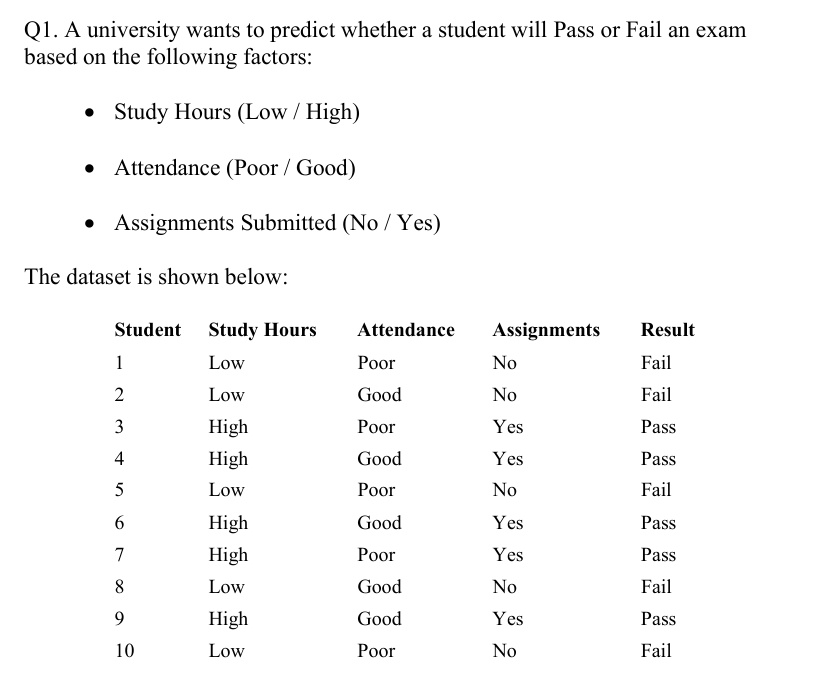 Q1. A university wants to predict whether a student will Pass or Fail an exam
based on the following factors:
• Study Hours (Low / High)
• Attendance (Poor / Good)
• Assignments Submitted (No / Yes)
The dataset is shown below:
Student Study Hours Attendance Assignments Result
1 Low Poor No Fail
2 Low Good No Fail
3 High Poor Yes Pass
4 High Good Yes Pass
5 Low Poor No Fail
6 High Good Yes Pass
7 High Poor Yes Pass
8 Low Good No Fail
9 High Good Yes Pass
10 Low Poor No Fail